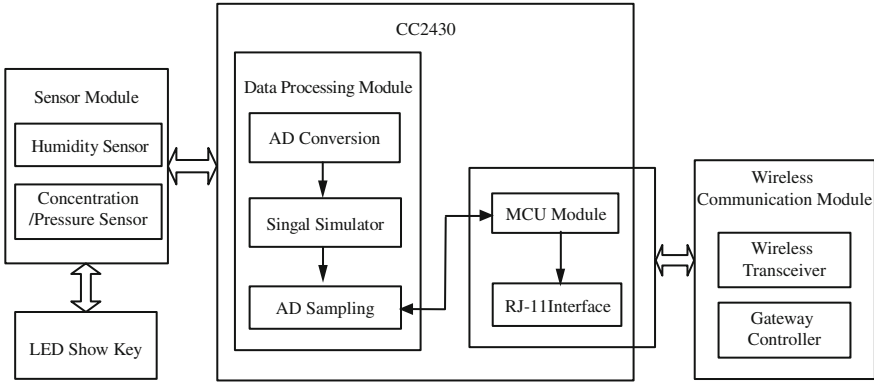 CC2430
Sensor Module
Humidity Sensor
Concentration
/Pressure Sensor
LED Show Key
Data Processing Module
AD Conversion
Singal Simulator
AD Sampling
MCU Module
RJ-11Interface
Wireless
Communication Module
Wireless
Transceiver
Gateway
Controller